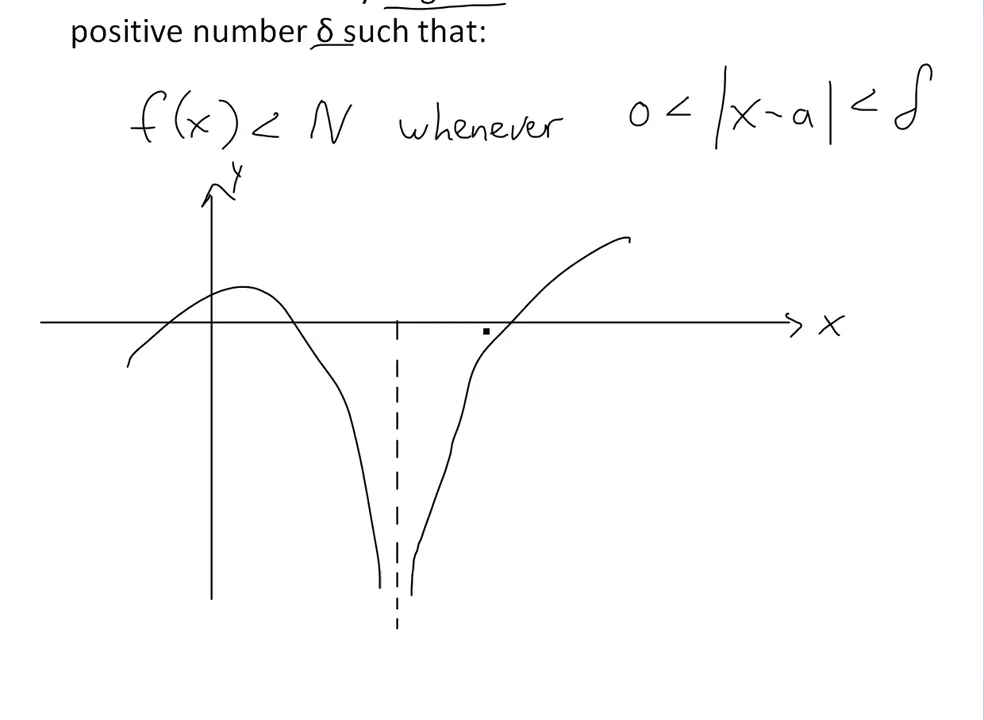 positive number δ such that:
f(x) < N whenever 0 < |x-a| < δ
y
x